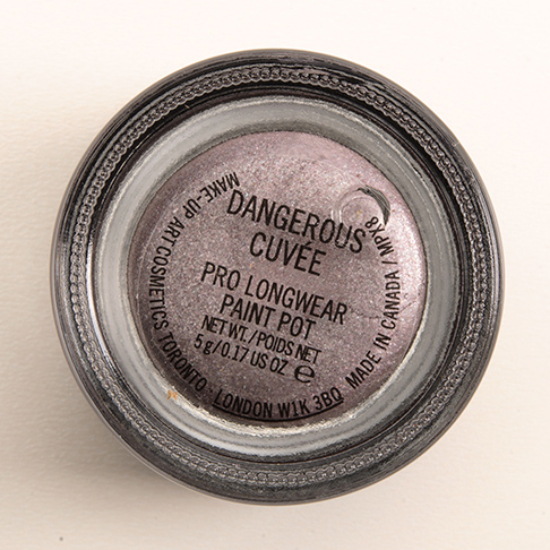 DANGEROUS
CUVÉE
PRO LONGWEAR
PAINT POT
NET WT./POIDS NET
5 g/0.17 US OZ e
MAKE-UP ART COSMETICS TORONTO · LONDON W1K 3BQ MADE IN CANADA / MPX8